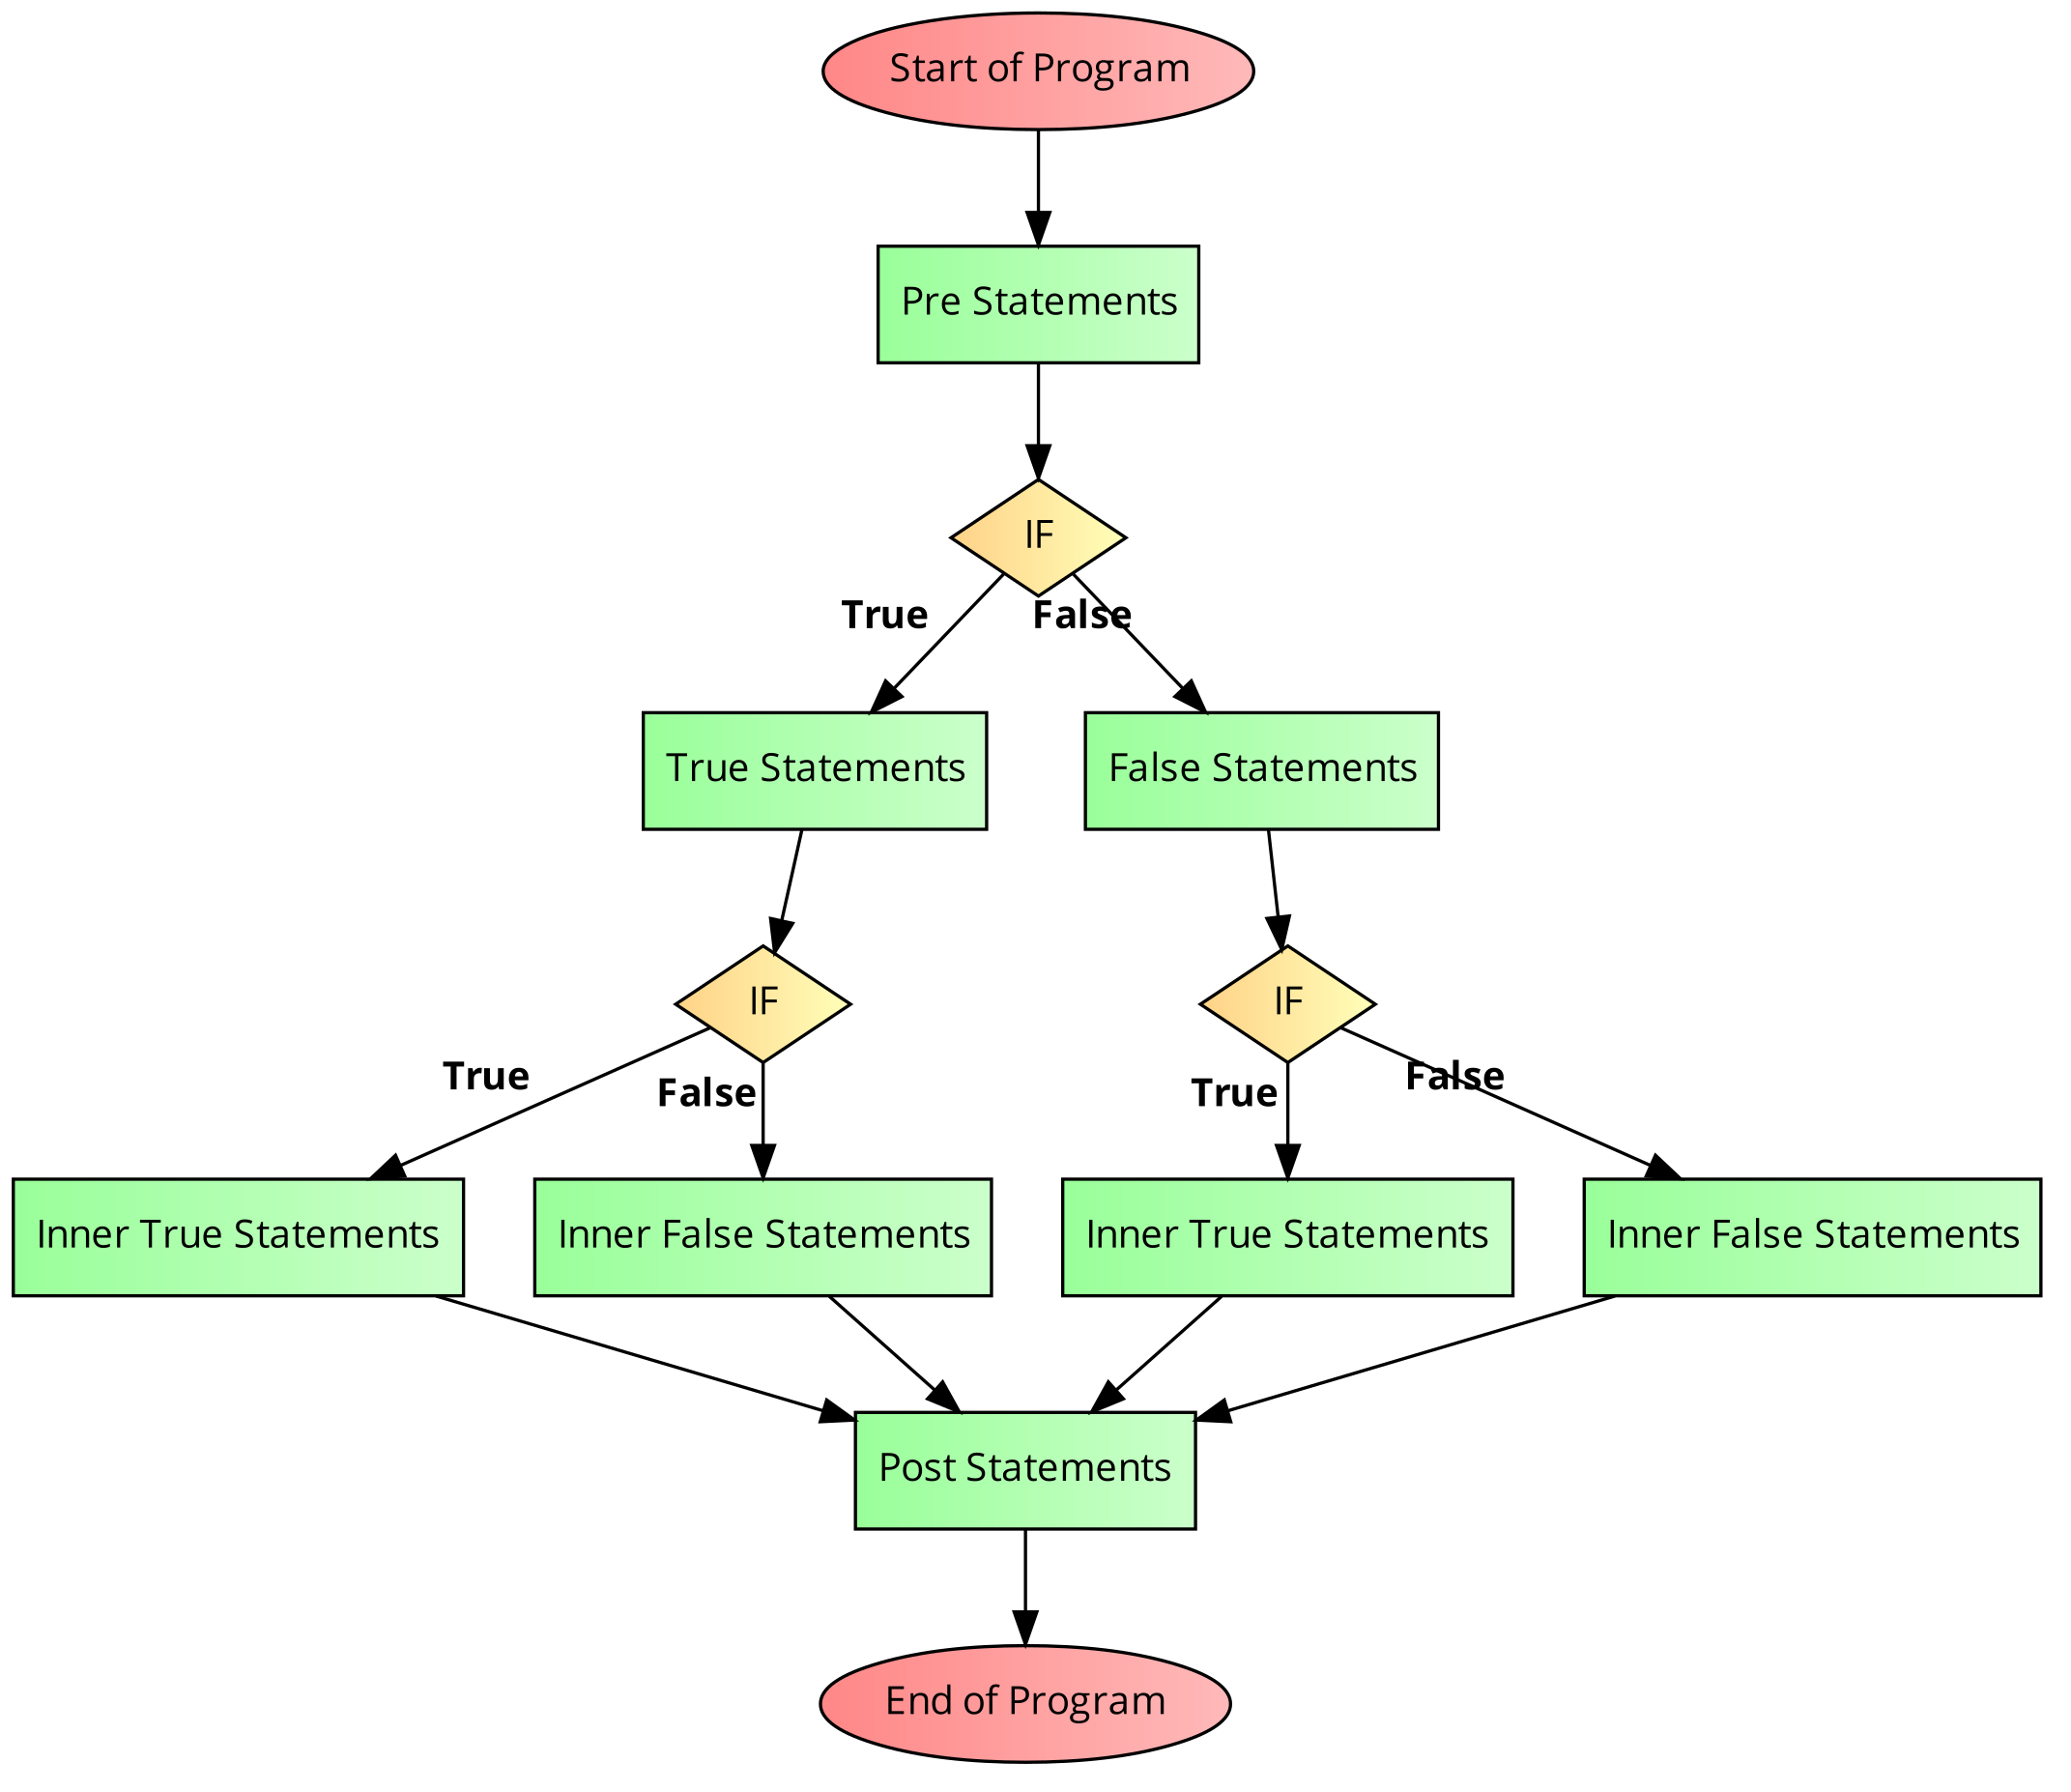 Start of Program
Pre Statements
IF
True
False
True Statements
False Statements
IF
IF
True
False
True
False
Inner True Statements
Inner False Statements
Inner True Statements
Inner False Statements
Post Statements
End of Program